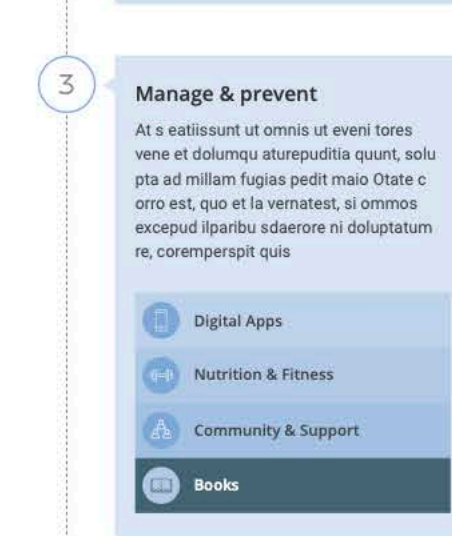 3
Manage & prevent
At s eatiissunt ut omnis ut eveni tores
vene et dolumqu aturepuditia quunt, solu
pta ad millam fugias pedit maio Otate c
orro est, quo et la vernatest, si ommos
excepud ilparibu sdaerore ni doluptatum
re, coremperspit quis
Digital Apps
Nutrition & Fitness
Community & Support
Books